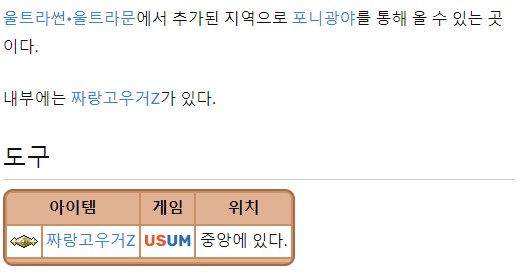 울트라썬•울트라문에서 추가된 지역으로 포니광야를 통해 올 수 있는 곳
이다.
내부에는 짜랑고우거Z가 있다.
도구
아이템 게임 위치
짜랑고우거Z USUM 중앙에 있다.